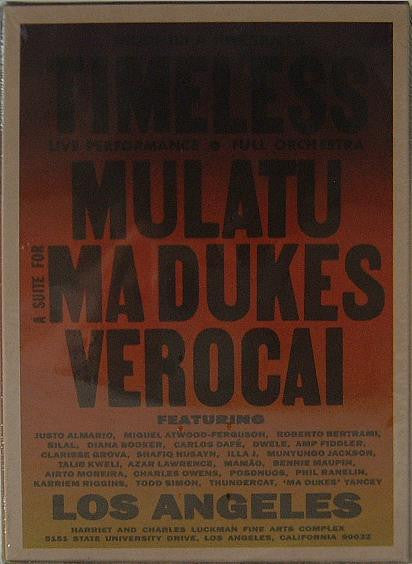 MOCHILLA PRESENTS
TIMELESS
LIVE PERFORMANCE FULL ORCHESTRA
MULATU
A SUITE FOR
MA DUKES
VEROCAI
FEATURING
JUSTO ALMARIO, MIGUEL ATWOOD-FERGUSON, ROBERTO BERTRAMI,
BILAL, DIANA BOOKER, CARLOS DAFÉ, DWELE, AMP FIDDLER,
CLARISSE GROVA, SHAFIQ HUSAYN, ILLA J, MUNYUNGO JACKSON,
TALIB KWELI, AZAR LAWRENCE, MAMÃO, BENNIE MAUPIN,
AIRTO MOREIRA, CHARLES OWENS, POSDNUOS, PHIL RANELIN,
KARRIEM RIGGINS, TODD SIMON, THUNDERCAT, 'MA DUKES' YANCEY
LOS ANGELES
HARRIET AND CHARLES LUCKMAN FINE ARTS COMPLEX
5151 STATE UNIVERSITY DRIVE, LOS ANGELES, CALIFORNIA 90032